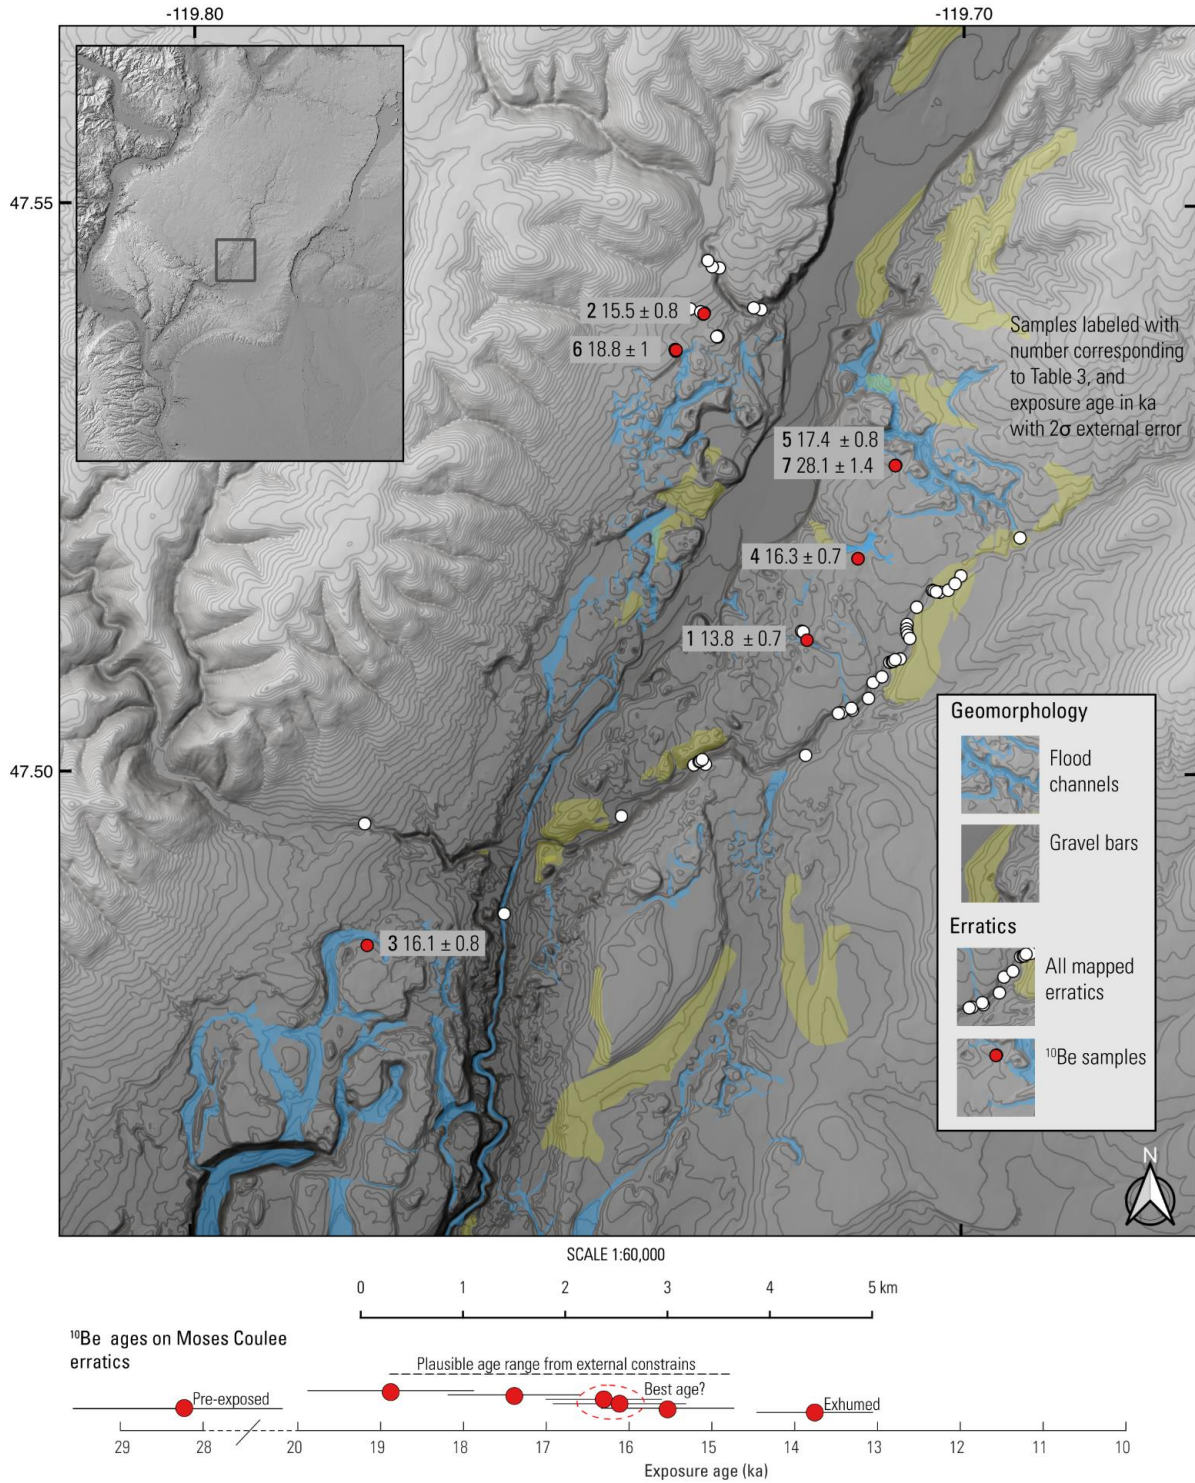 -119.80
-119.70
47.55
2 15.5 ± 0.8
6 18.8 ± 1
Samples labeled with
number corresponding
to Table 3, and
exposure age in ka
with 2σ external error
5 17.4 ± 0.8
7 28.1 ± 1.4
4 16.3 ± 0.7
1 13.8 ± 0.7
47.50
3 16.1 ± 0.8
Geomorphology
Flood
channels
Gravel bars
Erratics
All mapped
erratics
¹⁰Be samples
N
SCALE 1:60,000
0 1 2 3 4 5 km
¹⁰Be ages on Moses Coulee
erratics
Plausible age range from external constrains
Pre-exposed
Best age?
Exhumed
29 28 20 19 18 17 16 15 14 13 12 11 10
Exposure age (ka)